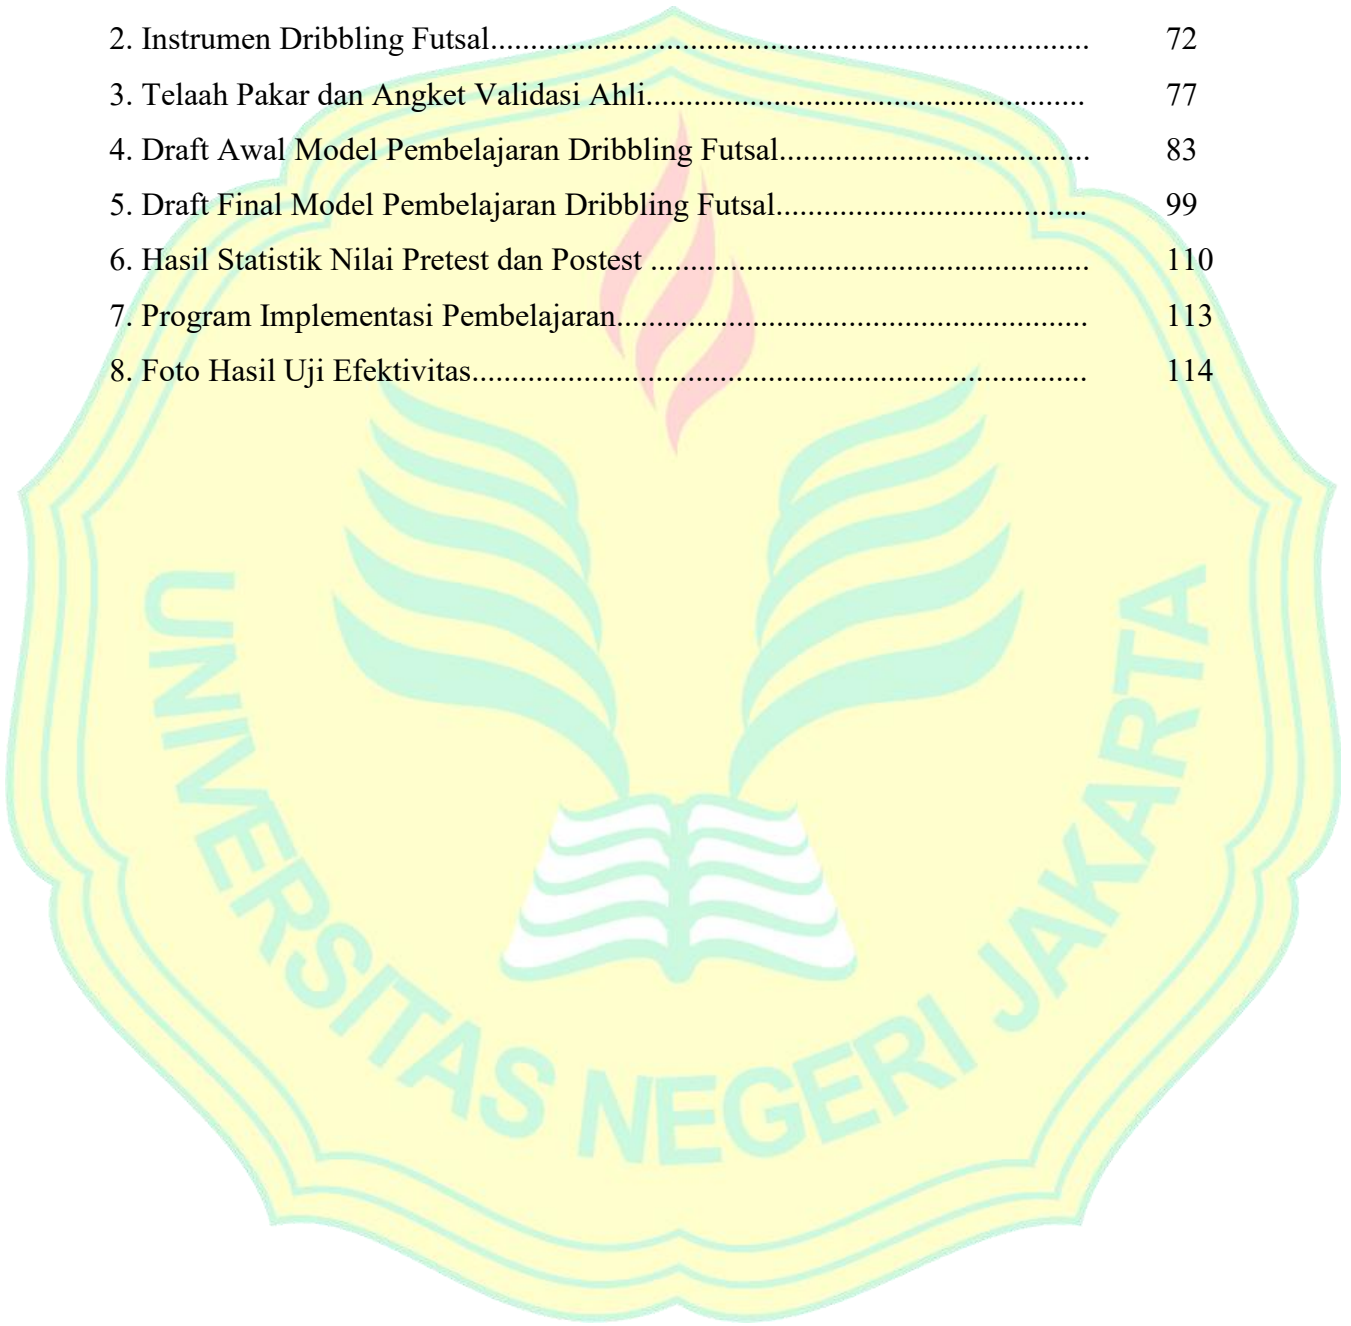 2. Instrumen Dribbling Futsal........................................................................... 72
3. Telaah Pakar dan Angket Validasi Ahli....................................................... 77
4. Draft Awal Model Pembelajaran Dribbling Futsal....................................... 83
5. Draft Final Model Pembelajaran Dribbling Futsal....................................... 99
6. Hasil Statistik Nilai Pretest dan Postest ....................................................... 110
7. Program Implementasi Pembelajaran........................................................... 113
8. Foto Hasil Uji Efektivitas............................................................................. 114
UNIVERSITAS NEGERI JAKARTA